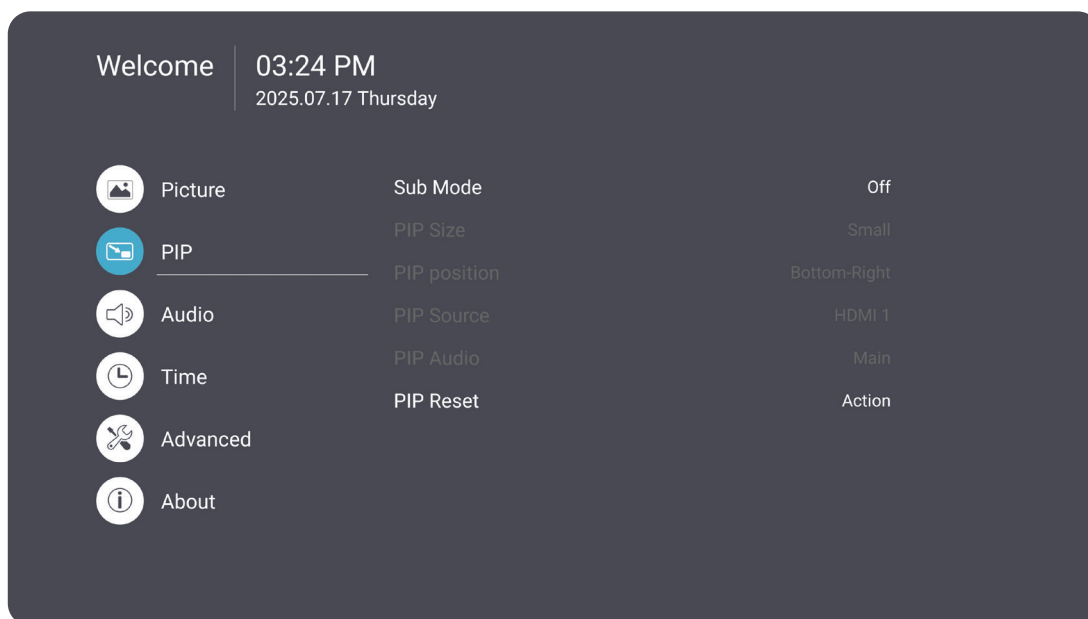 Welcome
03:24 PM
2025.07.17 Thursday
Picture
PIP
Audio
Time
Advanced
About
Sub Mode Off
PIP Size Small
PIP position Bottom-Right
PIP Source HDMI 1
PIP Audio Main
PIP Reset Action